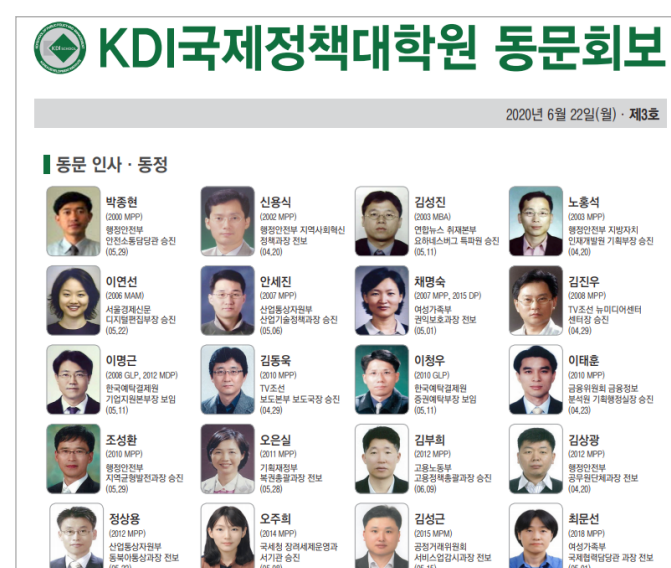 KDI국제정책대학원 동문회보
2020년 6월 22일(월) · 제3호
동문 인사 · 동정
박종현
(2000 MPP)
행정안전부
안전소통담당관 승진
(05.29)
신용식
(2002 MPP)
행정안전부 지역사회혁신
정책과장 전보
(04.20)
김성진
(2003 MBA)
연합뉴스 취재본부
요하네스버그 특파원 승진
(05.11)
노홍석
(2003 MPP)
행정안전부 지방자치
인재개발원 기획부장 승진
(04.20)
이연선
(2006 MAM)
서울경제신문
디지털편집부장 승진
(05.22)
안세진
(2007 MPP)
산업통상자원부
산업기술정책과장 승진
(05.06)
채명숙
(2007 MPP, 2015 DP)
여성가족부
권익보호과장 전보
(05.01)
김진우
(2008 MPP)
TV조선 뉴미디어센터
센터장 승진
(04.29)
이명근
(2008 GLP, 2012 MDP)
한국예탁결제원
기업지원본부장 보임
(05.11)
김동욱
(2010 MPP)
TV조선
보도본부 보도국장 승진
(04.29)
이청우
(2010 GLP)
한국예탁결제원
증권예탁부장 보임
(05.11)
이태훈
(2010 MPP)
금융위원회 금융정보
분석원 기획행정실장 승진
(04.23)
조성환
(2010 MPP)
행정안전부
지역균형발전과장 승진
(05.29)
오은실
(2011 MPP)
기획재정부
복권총괄과장 전보
(05.28)
김부희
(2012 MPP)
고용노동부
고용정책총괄과장 승진
(06.09)
김상광
(2012 MPP)
행정안전부
공무원단체과장 전보
(04.20)
정상용
(2012 MPP)
산업통상자원부
동북아통상과장 전보
오주희
(2014 MPP)
국세청 장려세제운영과
서기관 승진
김성근
(2015 MPM)
공정거래위원회
서비스업감시과장 전보
최문선
(2018 MPP)
여성가족부
국제협력담당관 과장 전보